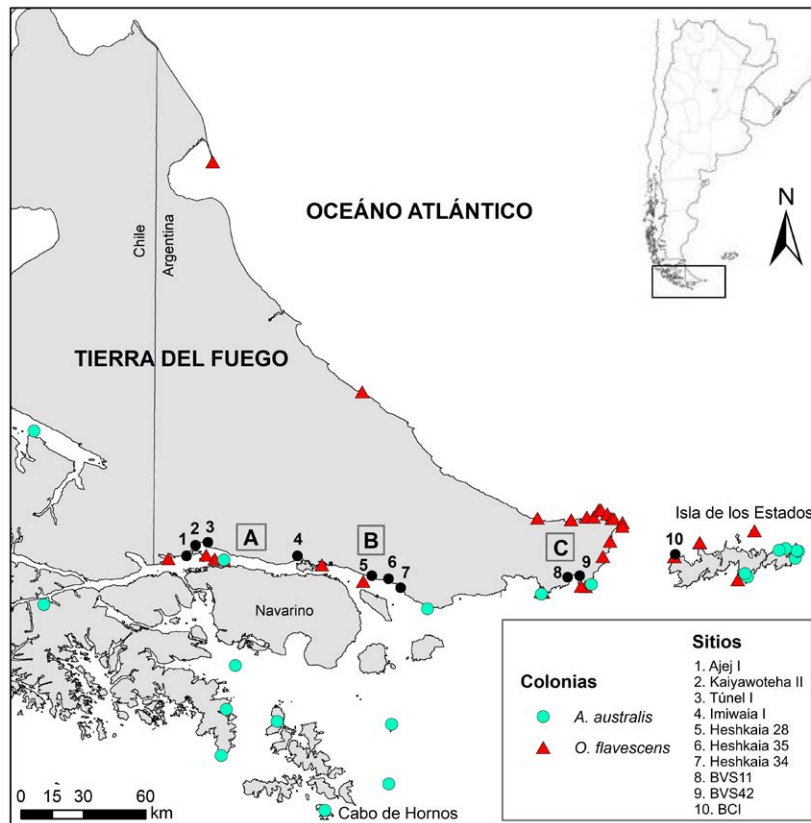 N
OCEÁNO ATLÁNTICO
Chile
Argentina
TIERRA DEL FUEGO
Isla de los Estados
1
2
3
A
4
B
5
6
7
C
8
9
10
Navarino
Cabo de Hornos
0 15 30 60
km
Colonias
A. australis
O. flavescens
Sitios
1. Ajej I
2. Kaiyawoteha II
3. Túnel I
4. Imiwaia I
5. Heshkaia 28
6. Heshkaia 35
7. Heshkaia 34
8. BVS11
9. BVS42
10. BCI